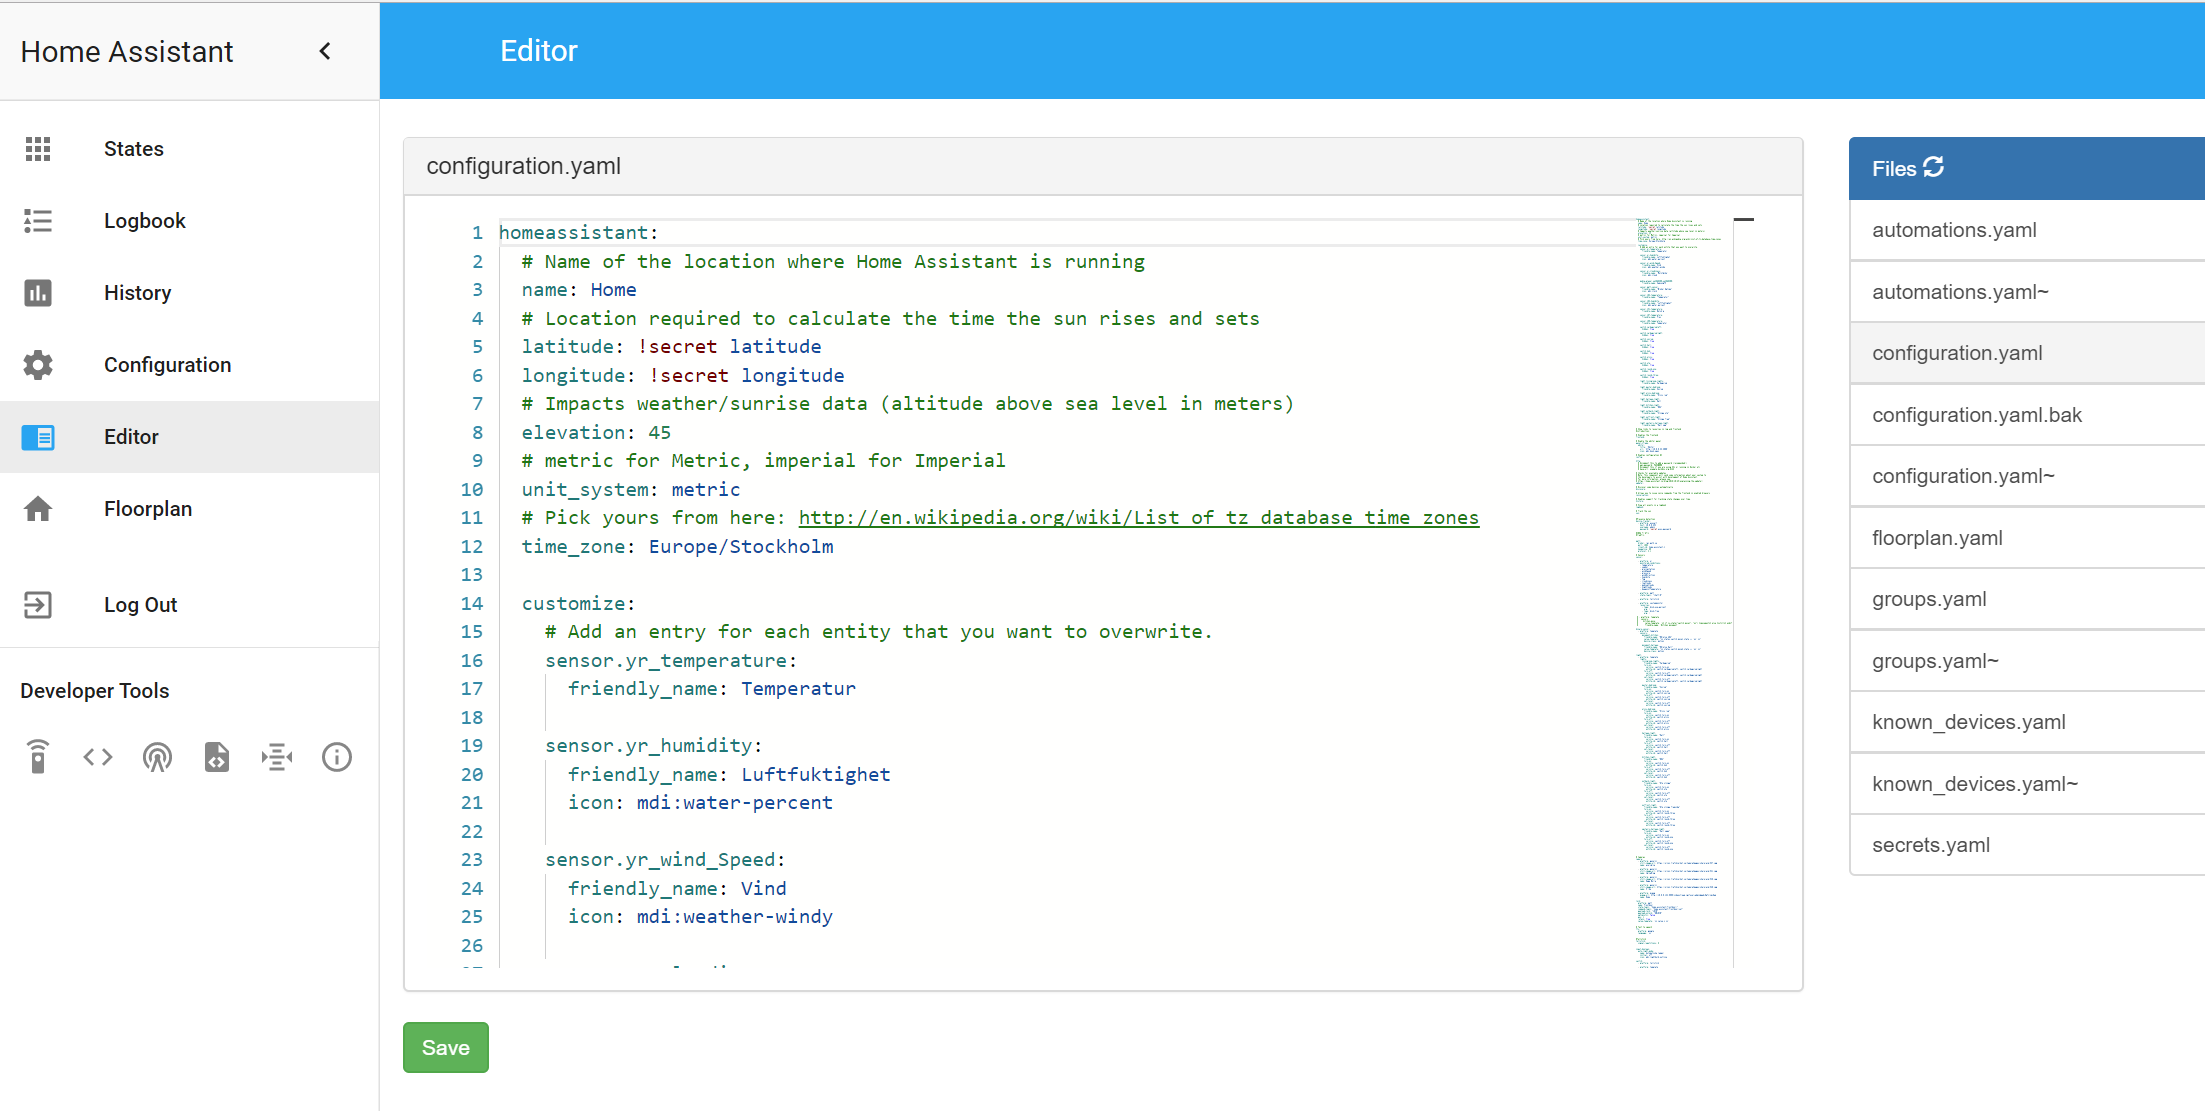 Home Assistant
States
Logbook
History
Configuration
Editor
Floorplan
Log Out
Developer Tools
Editor
configuration.yaml
1 homeassistant:
2 # Name of the location where Home Assistant is running
3 name: Home
4 # Location required to calculate the time the sun rises and sets
5 latitude: !secret latitude
6 longitude: !secret longitude
7 # Impacts weather/sunrise data (altitude above sea level in meters)
8 elevation: 45
9 # metric for Metric, imperial for Imperial
10 unit_system: metric
11 # Pick yours from here: http://en.wikipedia.org/wiki/List_of_tz_database_time_zones
12 time_zone: Europe/Stockholm
13
14 customize:
15 # Add an entry for each entity that you want to overwrite.
16 sensor.yr_temperature:
17 friendly_name: Temperatur
18
19 sensor.yr_humidity:
20 friendly_name: Luftfuktighet
21 icon: mdi:water-percent
22
23 sensor.yr_wind_Speed:
24 friendly_name: Vind
25 icon: mdi:weather-windy
26
Save
Files
automations.yaml
automations.yaml~
configuration.yaml
configuration.yaml.bak
configuration.yaml~
floorplan.yaml
groups.yaml
groups.yaml~
known_devices.yaml
known_devices.yaml~
secrets.yaml